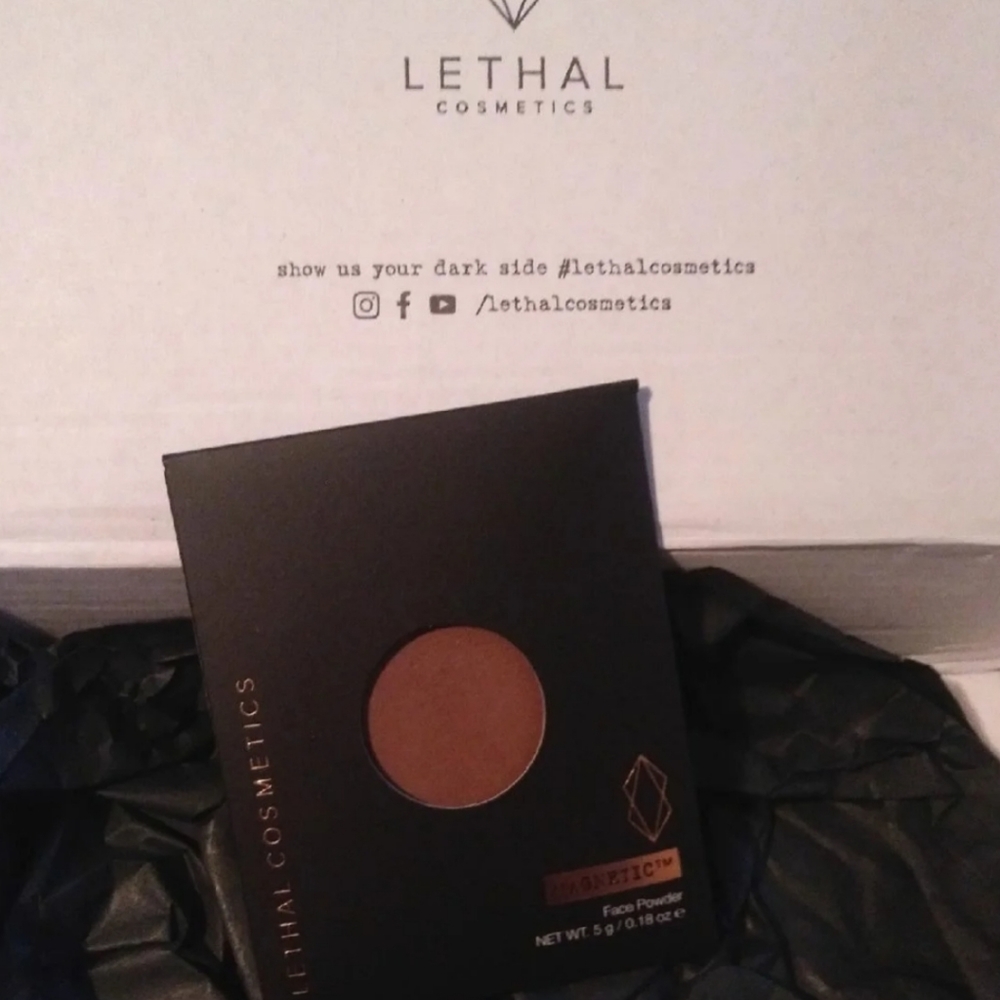 LETHAL
COSMETICS
show us your dark side #lethalcosmetics
/lethalcosmetics
LETHAL COSMETICS
MAGNETIC™
Face Powder
NET WT. 5 g / 0.18 oz e